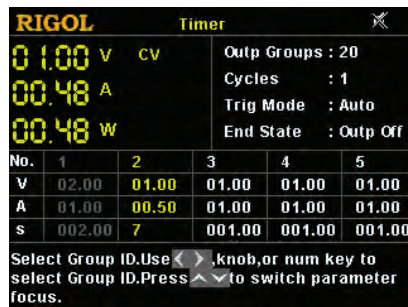 RIGOL Timer
01.00 V CV
00.48 A
00.48 W
Outp Groups : 20
Cycles : 1
Trig Mode : Auto
End State : Outp Off
No. 1 2 3 4 5
V 02.00 01.00 01.00 01.00 01.00
A 01.00 00.50 01.00 01.00 01.00
s 002.00 7 001.00 001.00 001.00
Select Group ID.Use < > ,knob,or num key to
select Group ID.Press ∧ ∨ to switch parameter
focus.